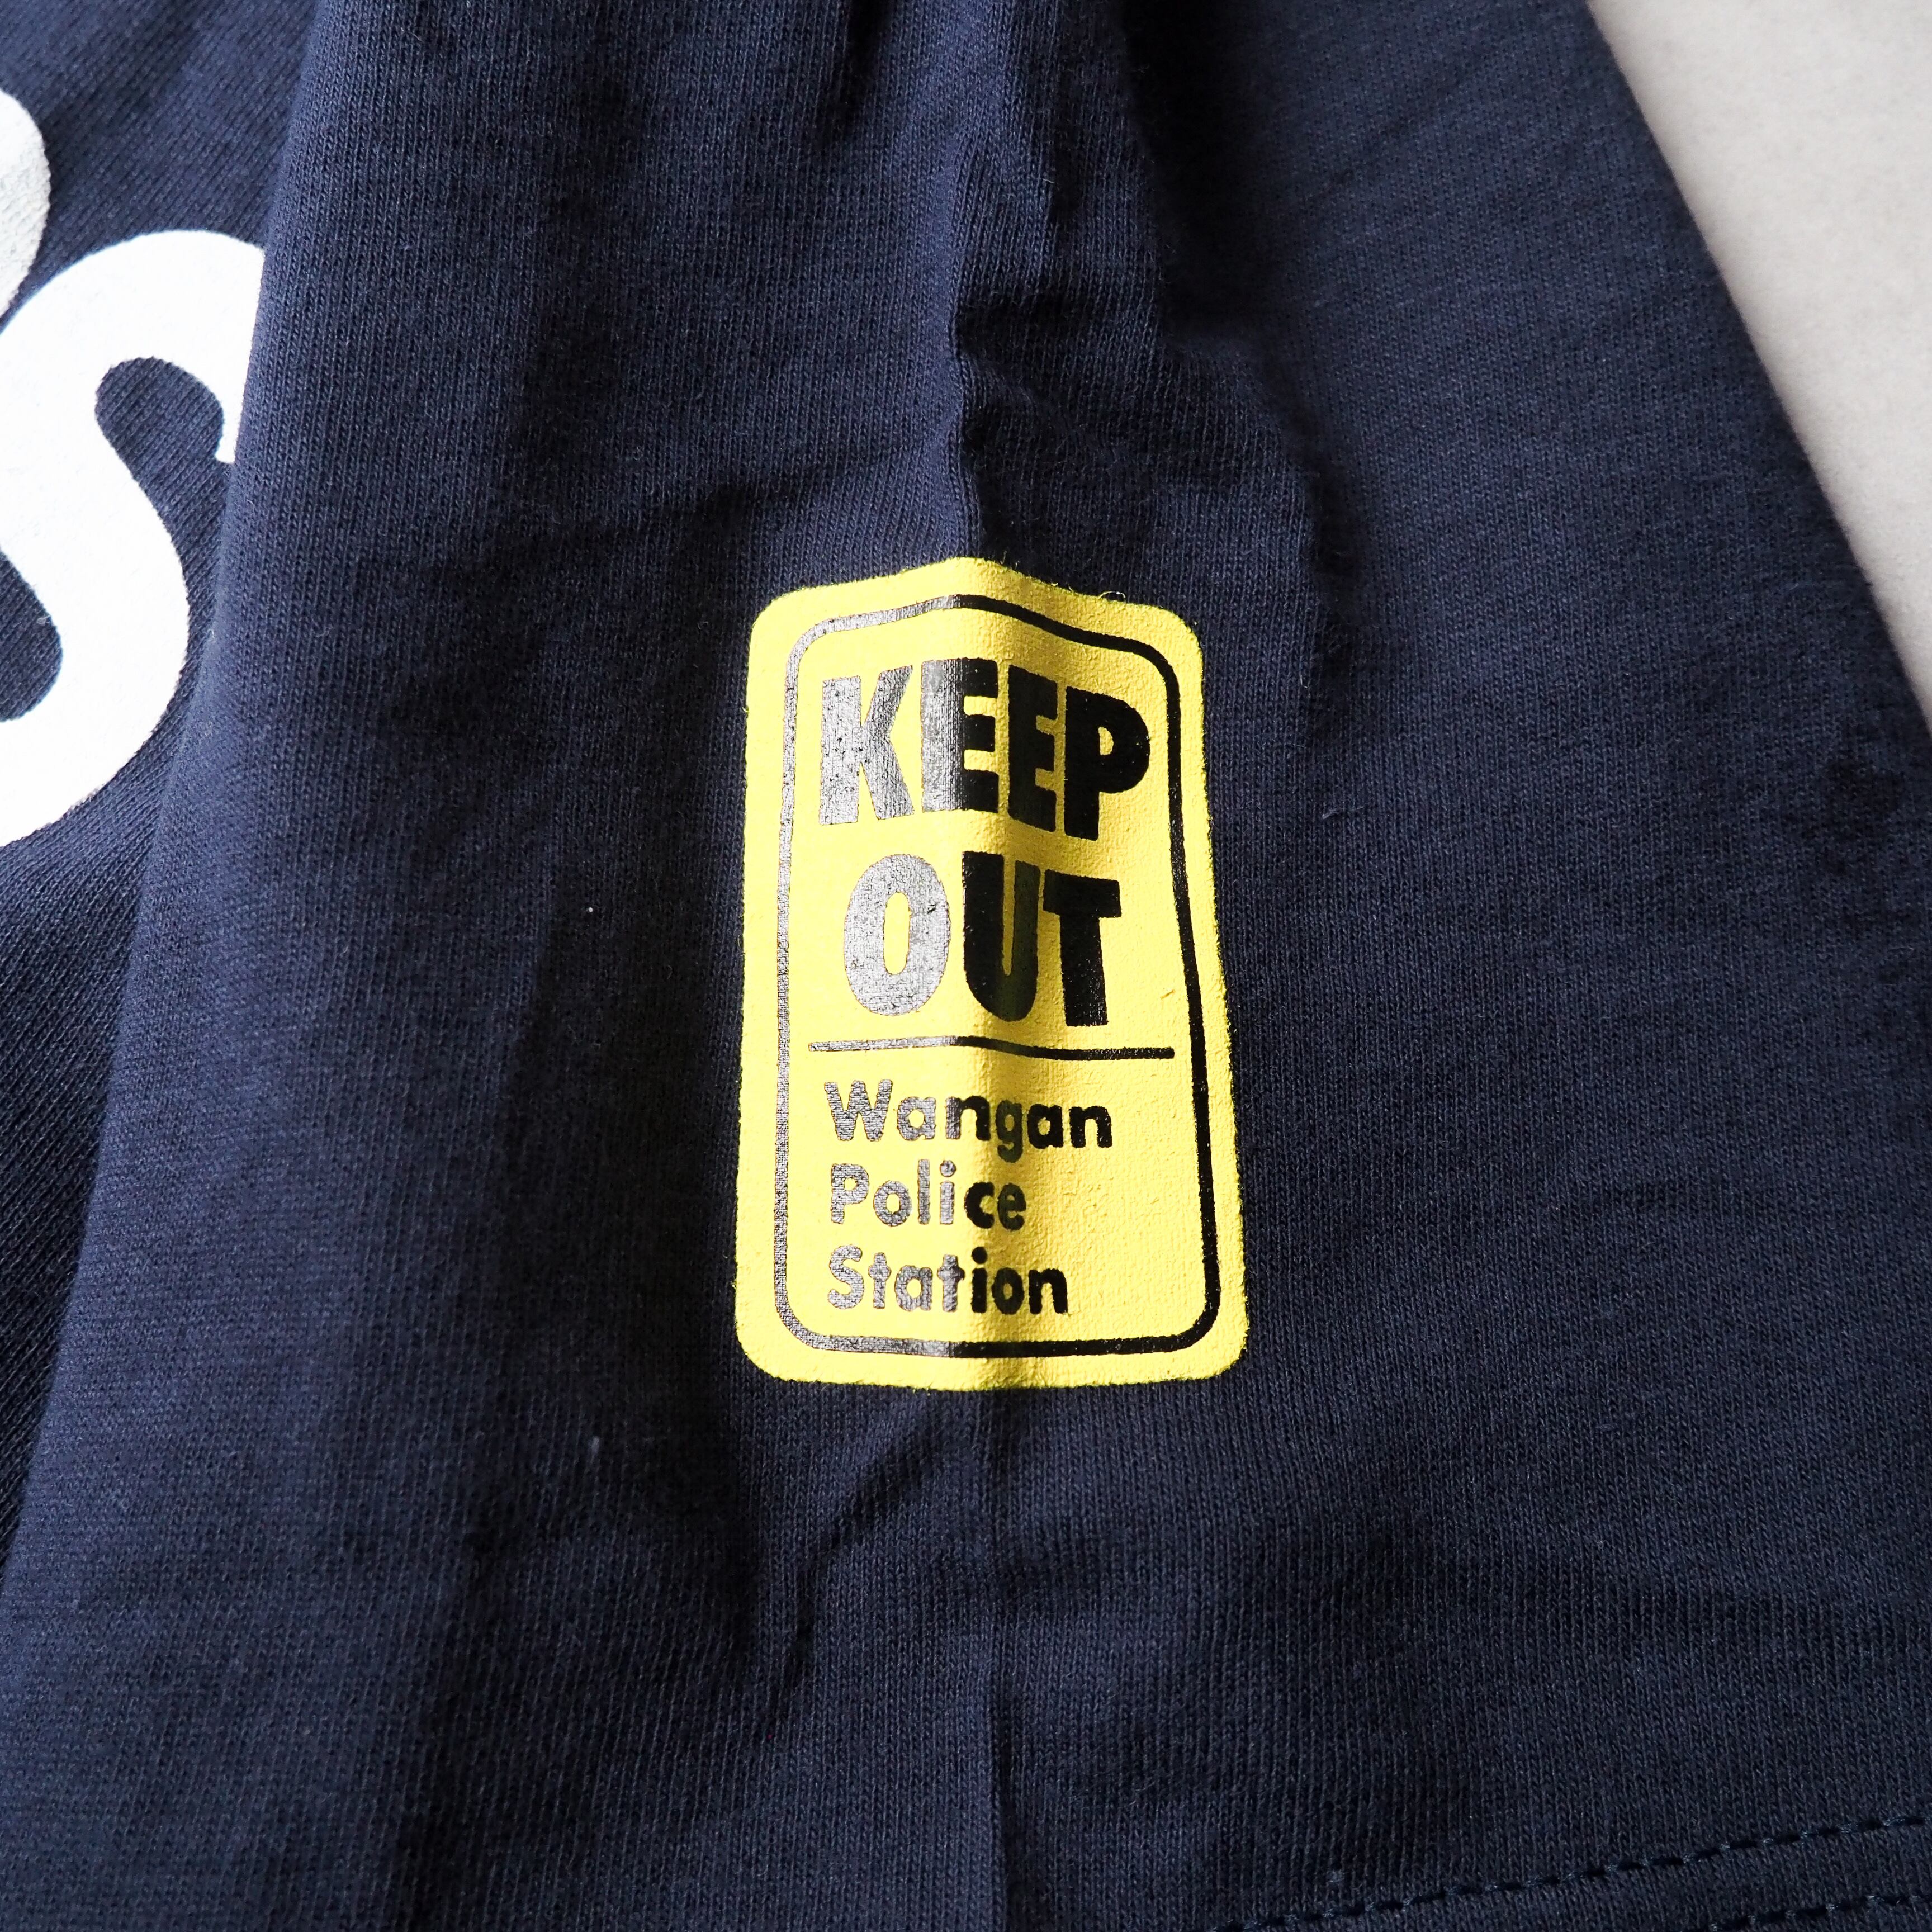 KEEP
OUT
Wangan
Police
Station